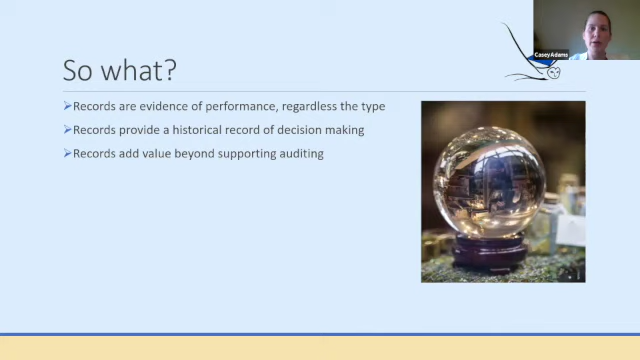 Casey Adams
So what?
Records are evidence of performance, regardless the type
Records provide a historical record of decision making
Records add value beyond supporting auditing